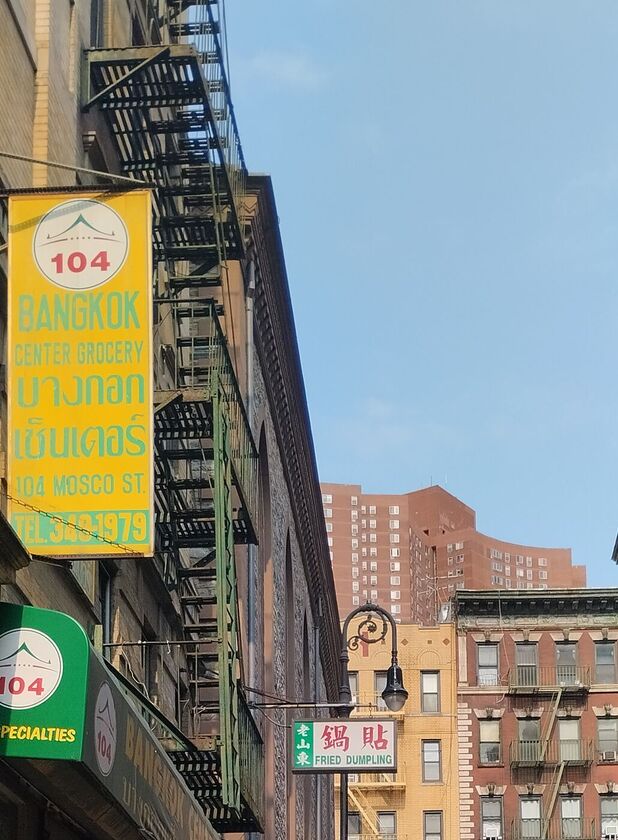 104
BANGKOK
CENTER GROCERY
บางกอก
เซ็นเตอร์
104 MOSCO ST.
TEL 349-1979
104
PECIALTIES
104
老山東
鍋貼
FRIED DUMPLING